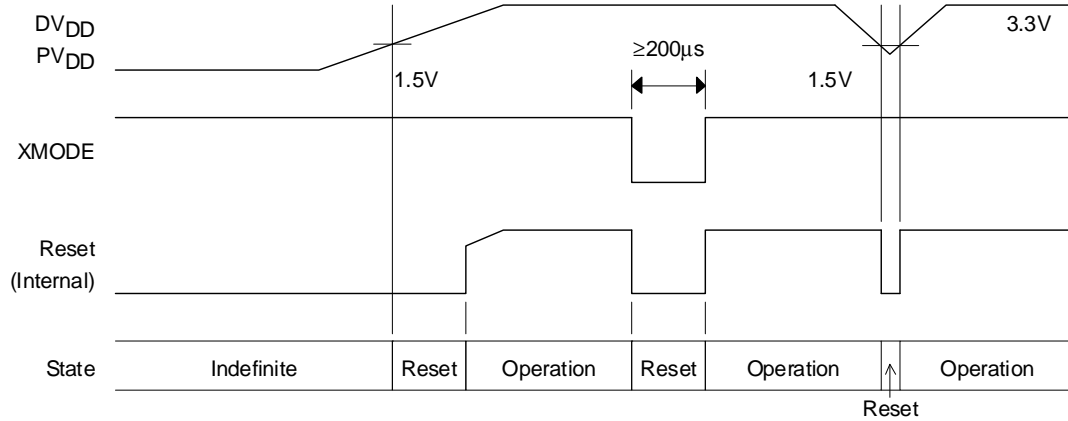 DVDD
PVDD
3.3V
≥200μs
1.5V
1.5V
XMODE
Reset
(Internal)
State
Indefinite
Reset
Operation
Reset
Operation
Operation
Reset